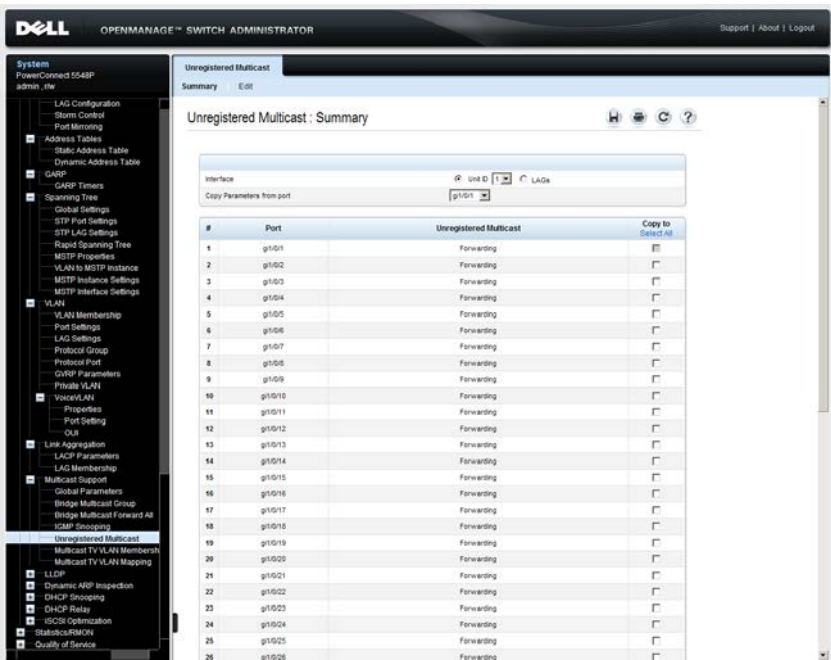 DELL OPENMANAGE™ SWITCH ADMINISTRATOR Support | About | Logout
System
PowerConnect 5548P
admin , r/w
LAG Configuration
Storm Control
Port Mirroring
Address Tables
Static Address Table
Dynamic Address Table
GARP
GARP Timers
Spanning Tree
Global Settings
STP Port Settings
STP LAG Settings
Rapid Spanning Tree
MSTP Properties
VLAN to MSTP Instance
MSTP Instance Settings
MSTP Interface Settings
VLAN
VLAN Membership
Port Settings
LAG Settings
Protocol Group
Protocol Port
GVRP Parameters
Private VLAN
VoiceVLAN
Properties
Port Setting
OUI
Link Aggregation
LACP Parameters
LAG Membership
Multicast Support
Global Parameters
Bridge Multicast Group
Bridge Multicast Forward All
IGMP Snooping
Unregistered Multicast
Multicast TV VLAN Membersh
Multicast TV VLAN Mapping
LLDP
Dynamic ARP Inspection
DHCP Snooping
DHCP Relay
iSCSI Optimization
Statistics/RMON
Quality of Service
Unregistered Multicast
Summary Edit
Unregistered Multicast : Summary
Interface Unit ID 1 LAGs
Copy Parameters from port gi1/0/1
# Port Unregistered Multicast Copy to
Select All
1 gi1/0/1 Forwarding
2 gi1/0/2 Forwarding
3 gi1/0/3 Forwarding
4 gi1/0/4 Forwarding
5 gi1/0/5 Forwarding
6 gi1/0/6 Forwarding
7 gi1/0/7 Forwarding
8 gi1/0/8 Forwarding
9 gi1/0/9 Forwarding
10 gi1/0/10 Forwarding
11 gi1/0/11 Forwarding
12 gi1/0/12 Forwarding
13 gi1/0/13 Forwarding
14 gi1/0/14 Forwarding
15 gi1/0/15 Forwarding
16 gi1/0/16 Forwarding
17 gi1/0/17 Forwarding
18 gi1/0/18 Forwarding
19 gi1/0/19 Forwarding
20 gi1/0/20 Forwarding
21 gi1/0/21 Forwarding
22 gi1/0/22 Forwarding
23 gi1/0/23 Forwarding
24 gi1/0/24 Forwarding
25 gi1/0/25 Forwarding
26 gi1/0/26 Forwarding